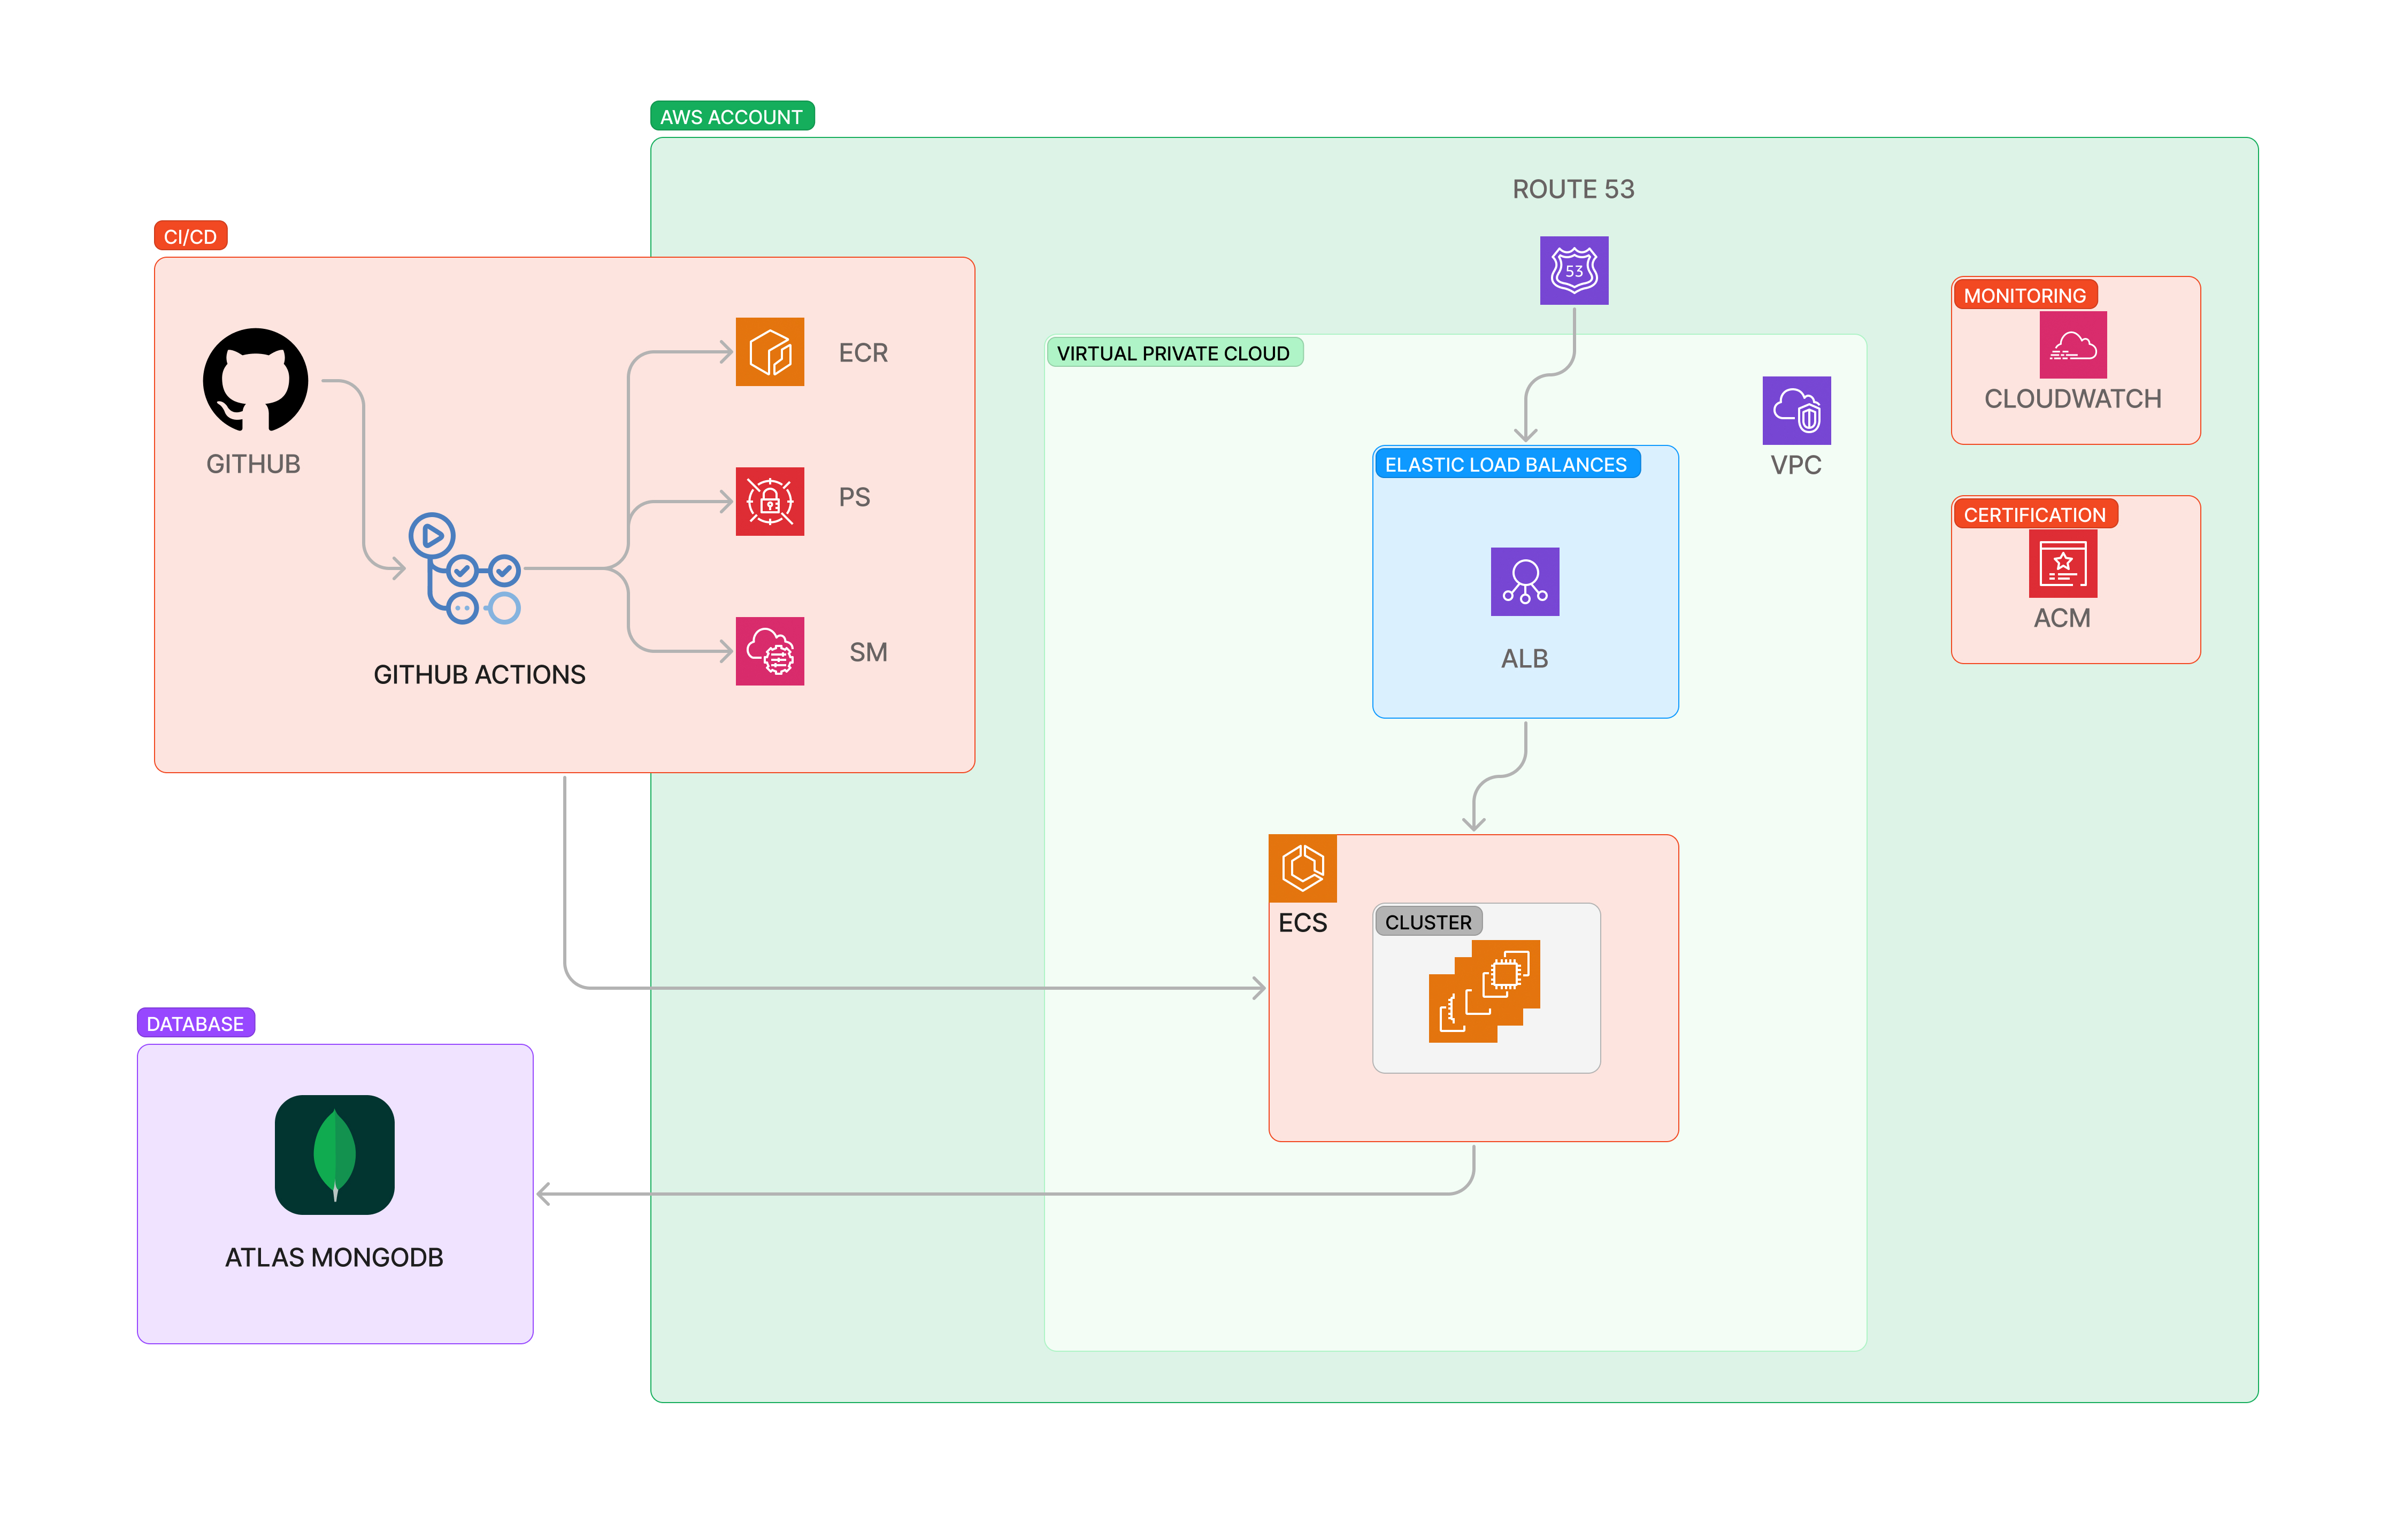 AWS ACCOUNT
ROUTE 53
53
CI/CD
GITHUB
GITHUB ACTIONS
ECR
PS
SM
VIRTUAL PRIVATE CLOUD
VPC
ELASTIC LOAD BALANCES
ALB
MONITORING
CLOUDWATCH
CERTIFICATION
ACM
ECS
CLUSTER
DATABASE
ATLAS MONGODB